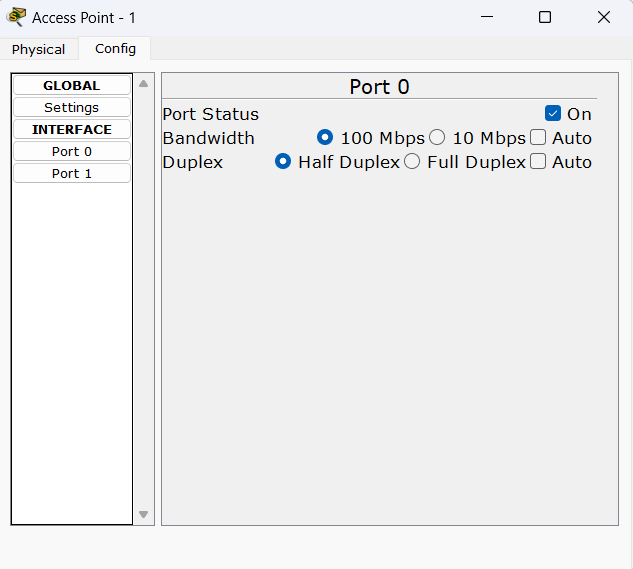 Access Point - 1
Physical Config
GLOBAL
Settings
INTERFACE
Port 0
Port 1
Port 0
Port Status On
Bandwidth 100 Mbps 10 Mbps Auto
Duplex Half Duplex Full Duplex Auto